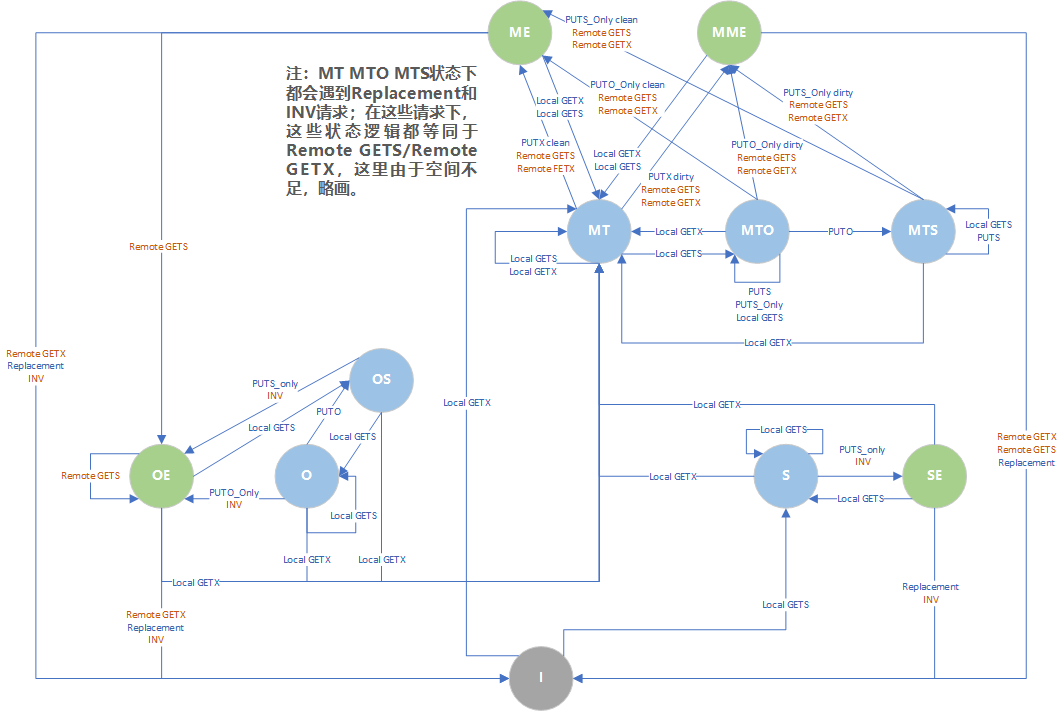 ME
MME
PUTS_Only clean
Remote GETS
Remote GETX
注：MT MTO MTS状态下
都会遇到Replacement和
INV请求；在这些请求下，
这些状态逻辑都等同于
Remote GETS/Remote
GETX，这里由于空间不
足，略画。
Local GETX
Local GETS
PUTO_Only clean
Remote GETS
Remote GETX
PUTS_Only dirty
Remote GETS
Remote GETX
PUTX clean
Remote GETS
Remote FETX
Local GETX
Local GETS
PUTO_Only dirty
Remote GETS
Remote GETX
PUTX dirty
Remote GETS
Remote GETX
MT
MTO
MTS
Local GETX
PUTO
Local GETS
PUTS
Remote GETS
Local GETS
Local GETX
Local GETS
PUTS
PUTS_Only
Local GETS
Local GETX
Remote GETX
Replacement
INV
OS
PUTS_only
INV
PUTO
Local GETS
Local GETS
Local GETX
Local GETX
Local GETS
PUTS_only
INV
Remote GETX
Remote GETS
Replacement
Remote GETS
OE
O
PUTO_Only
INV
Local GETS
Local GETX
S
SE
Local GETS
Local GETX
Local GETX
Local GETX
Replacement
INV
Remote GETX
Replacement
INV
Local GETS
I